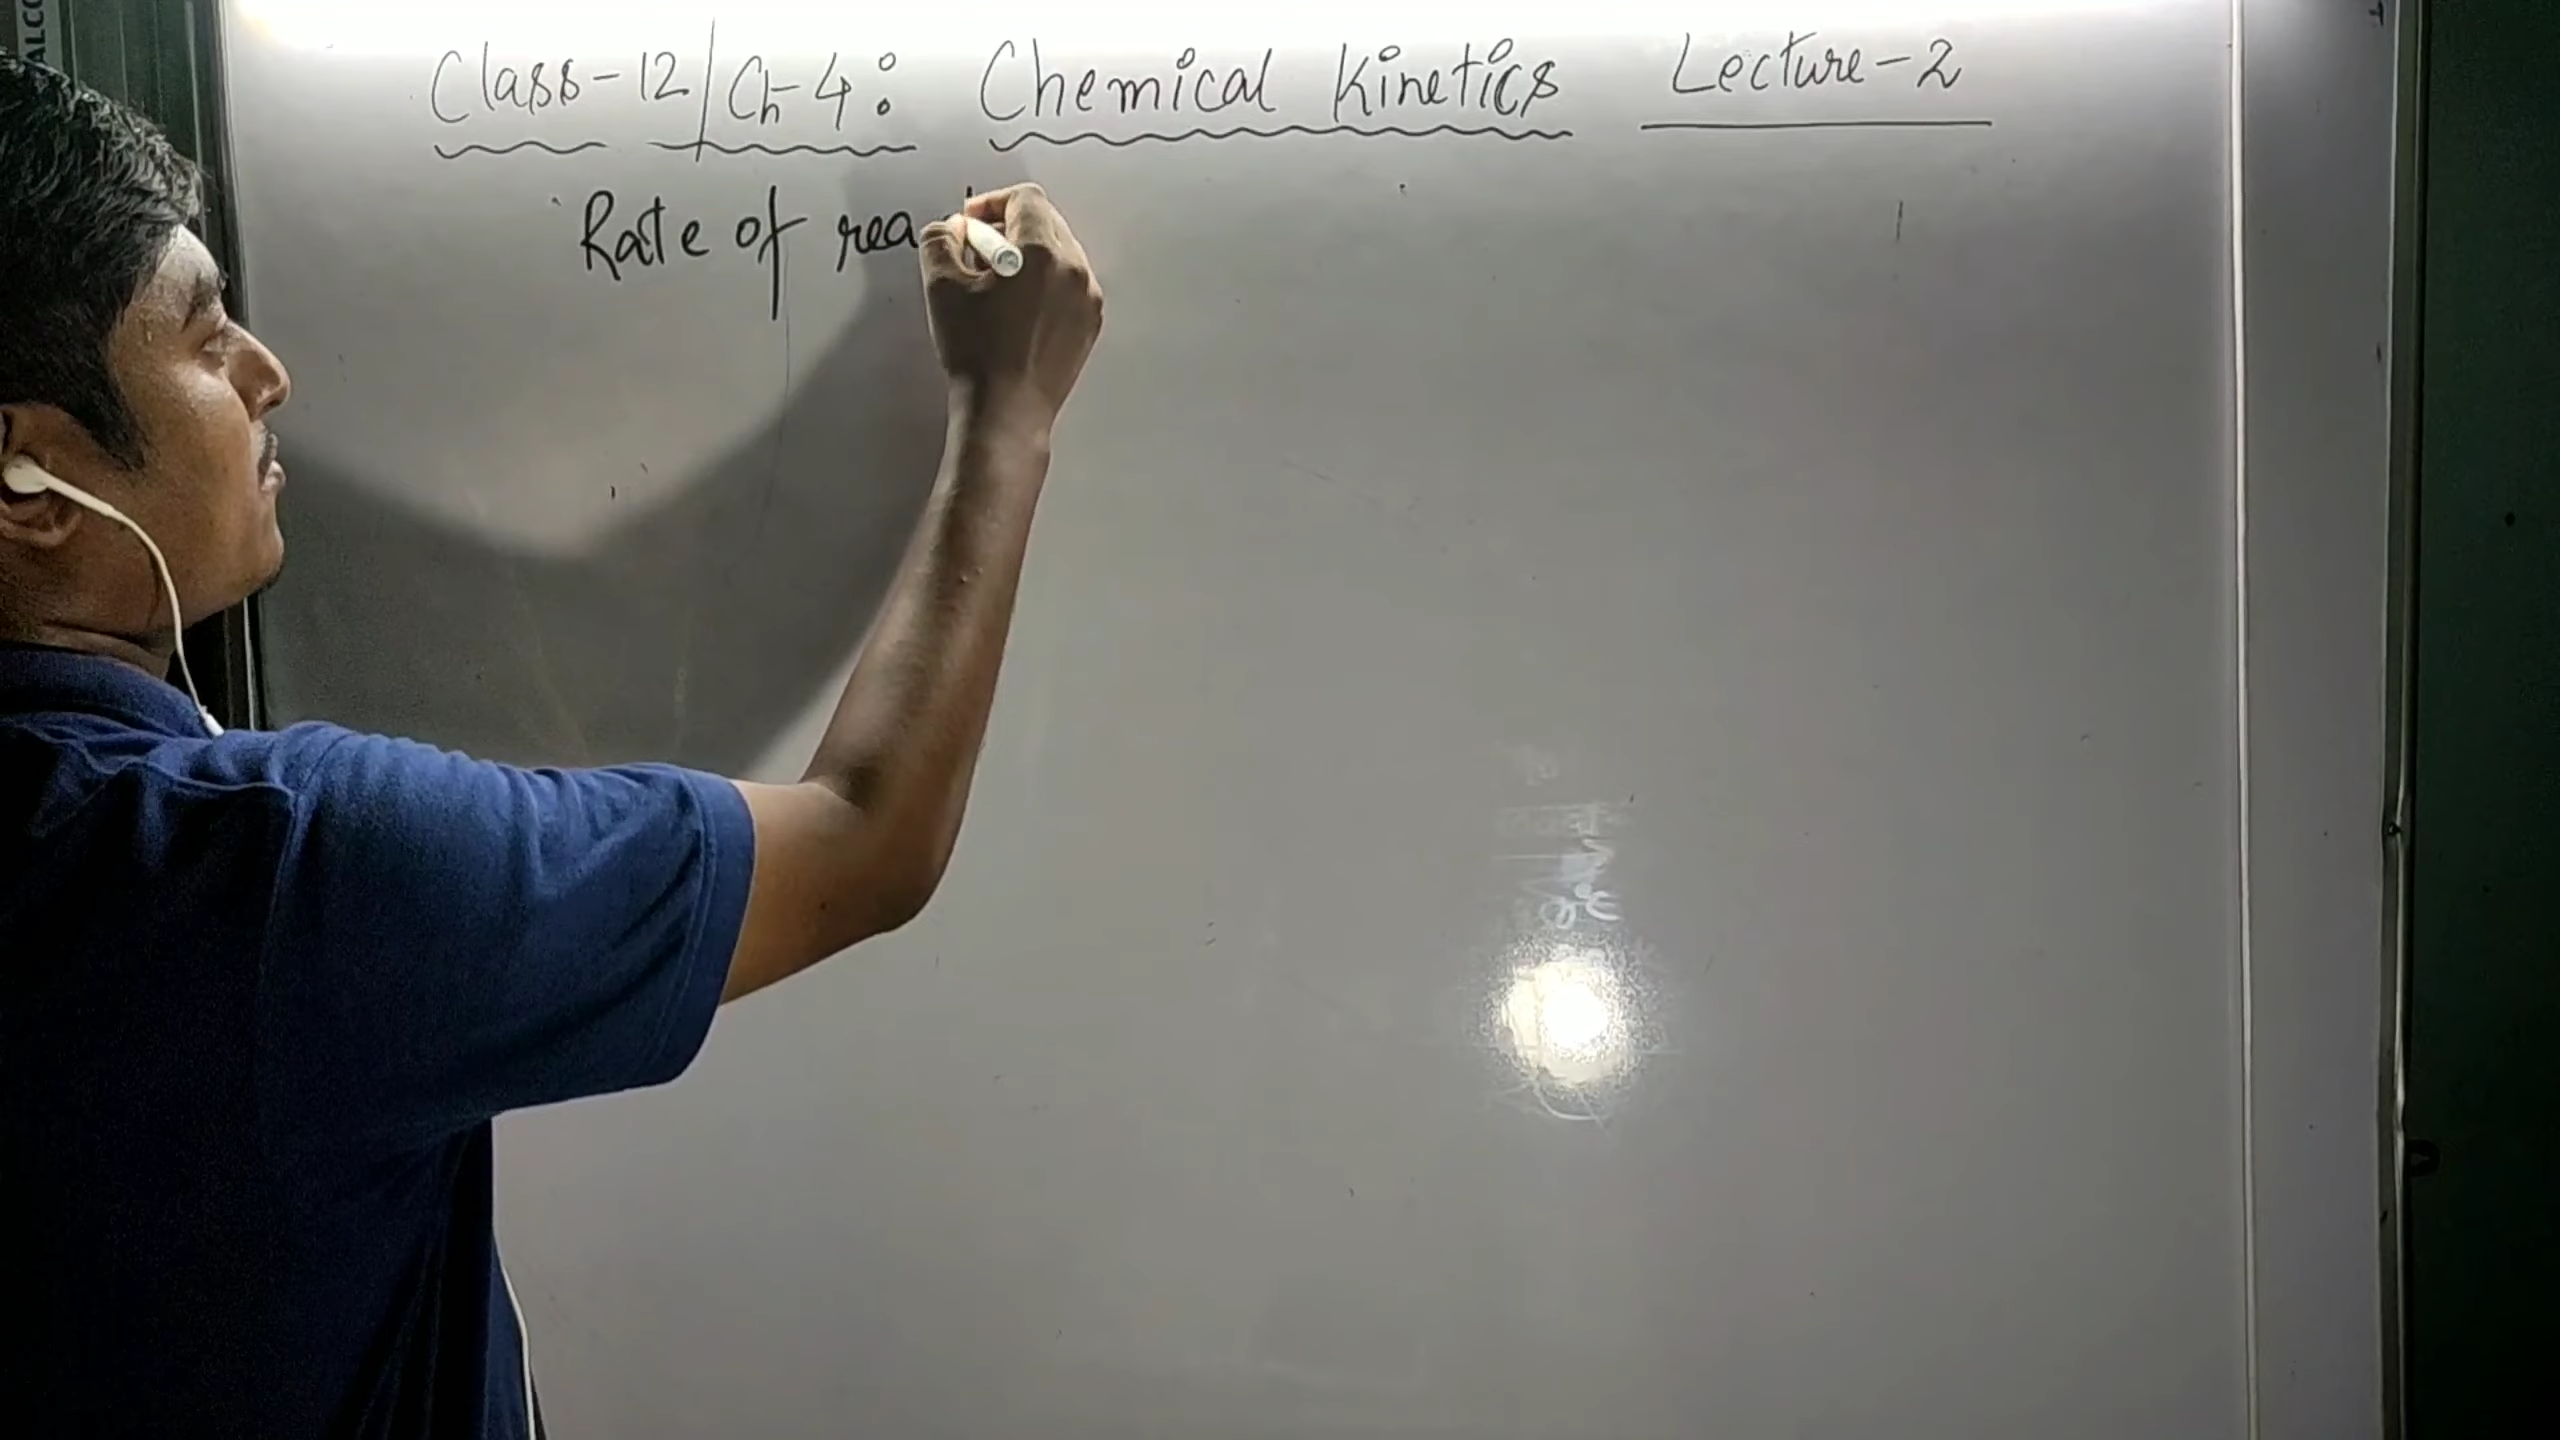 Class-12/Ch-4: Chemical Kinetics Lecture-2
Rate of rea